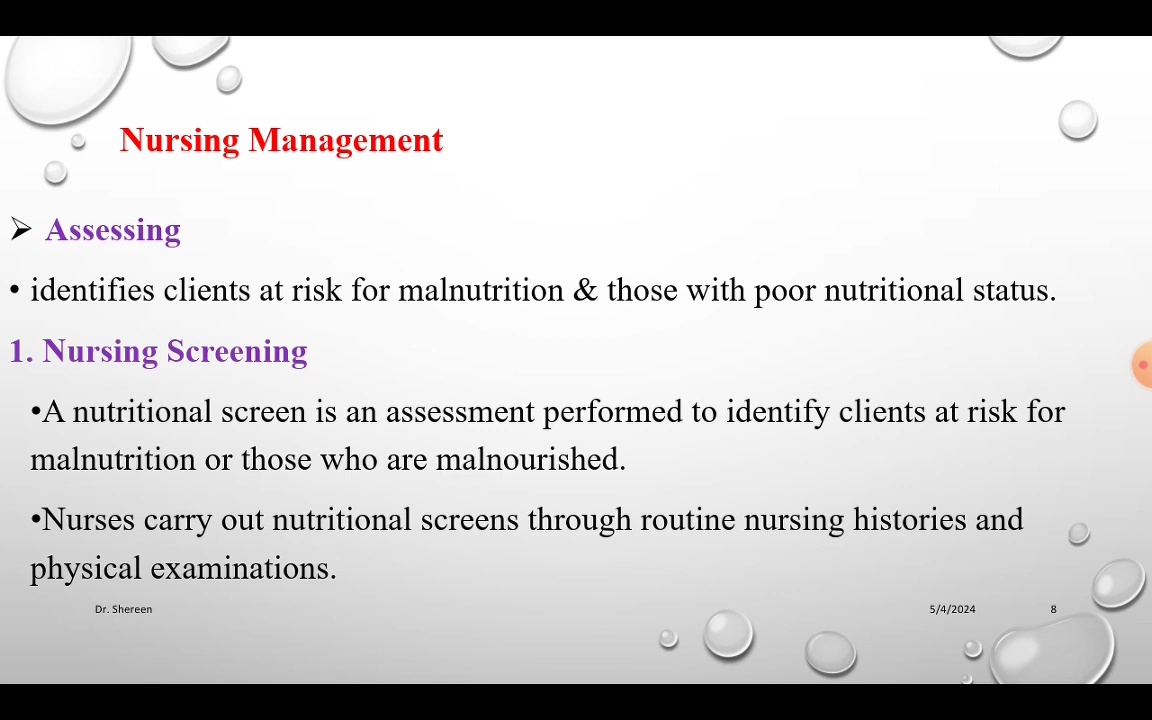 Nursing Management
➢ Assessing
• identifies clients at risk for malnutrition & those with poor nutritional status.
1. Nursing Screening
•A nutritional screen is an assessment performed to identify clients at risk for
malnutrition or those who are malnourished.
•Nurses carry out nutritional screens through routine nursing histories and
physical examinations.
Dr. Shereen 5/4/2024 8